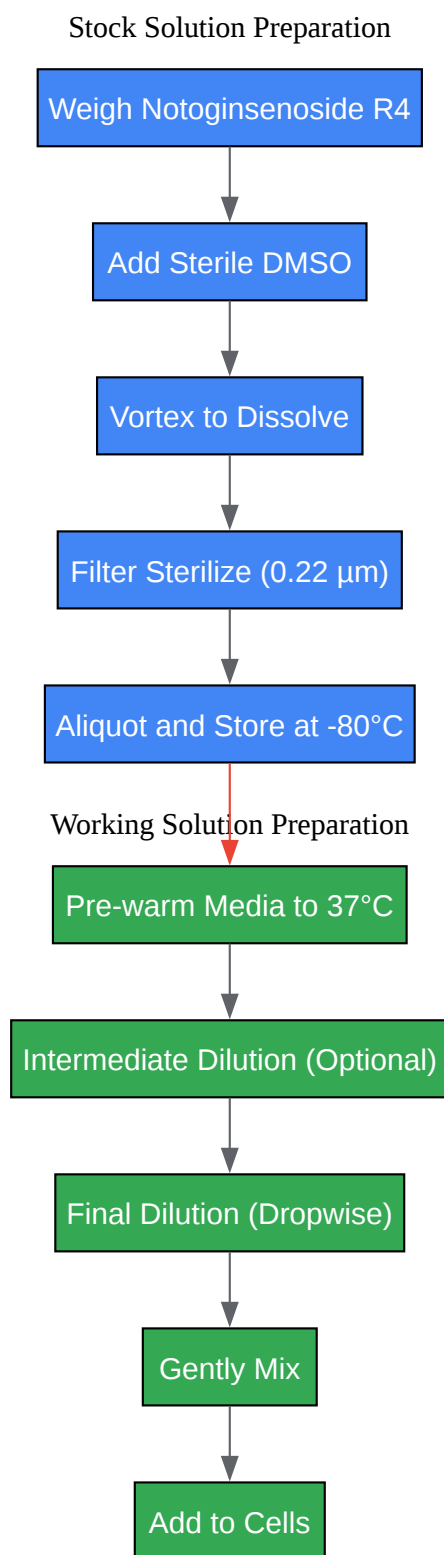 Stock Solution Preparation
Weigh Notoginsenoside R4
Add Sterile DMSO
Vortex to Dissolve
Filter Sterilize (0.22 µm)
Aliquot and Store at -80°C
Working Solution Preparation
Pre-warm Media to 37°C
Intermediate Dilution (Optional)
Final Dilution (Dropwise)
Gently Mix
Add to Cells